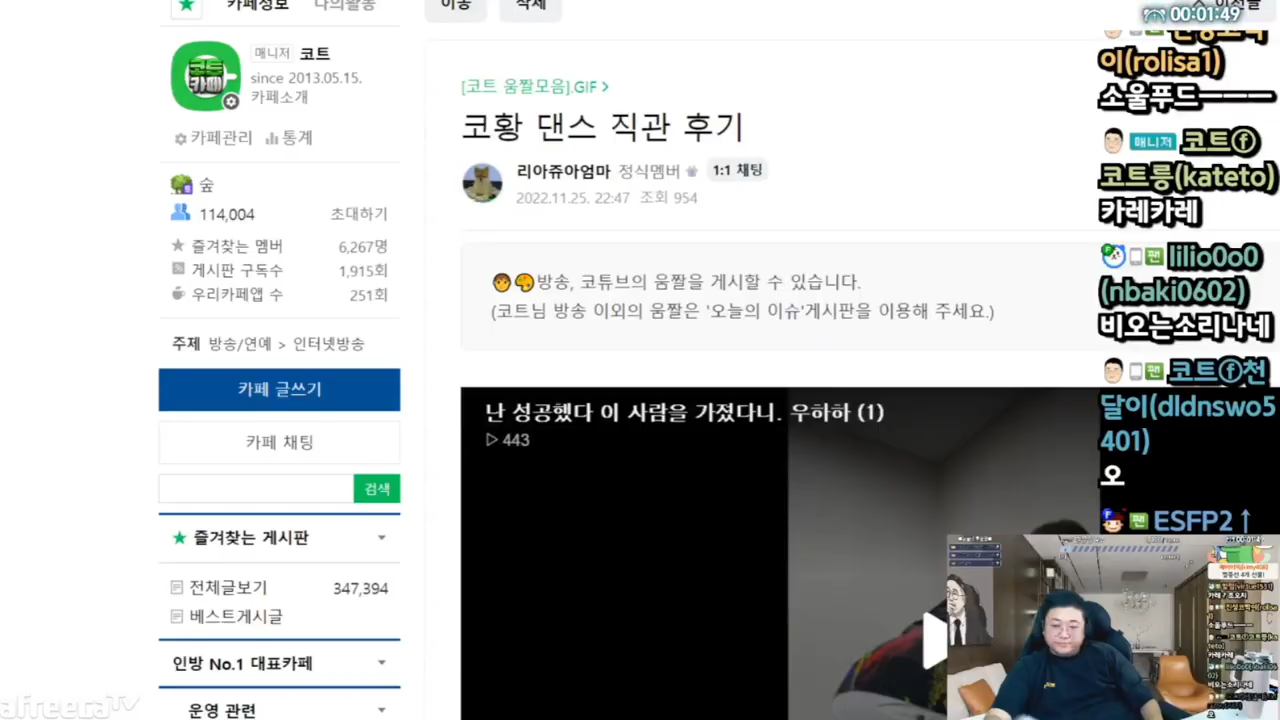 카페정보
나의활동
이동
삭제
00:01:49
코트
카페
매니저 코트
since 2013.05.15.
카페소개
카페관리
통계
숲
114,004
초대하기
즐겨찾는 멤버
6,267명
게시판 구독수
1,915회
우리카페앱 수
251회
주제 방송/연예 > 인터넷방송
카페 글쓰기
카페 채팅
검색
즐겨찾는 게시판
전체글보기
347,394
베스트게시글
인방 No.1 대표카페
운영 관련
afreecaTV
[코트 움짤모음].GIF >
코황 댄스 직관 후기
리아쥬아엄마 정식멤버
1:1 채팅
2022.11.25. 22:47 조회 954
방송, 코튜브의 움짤을 게시할 수 있습니다.
(코트님 방송 이외의 움짤은 '오늘의 이슈'게시판을 이용해 주세요.)
난 성공했다 이 사람을 가졌다니. 우하하 (1)
▷ 443
이(rolisa1)
소울푸드ㅡㅡㅡㅡ
매니저 코트ⓕ
코트릉(kateto)
카레카레
팬 lilio0o0
(nbaki0602)
비오는소리나네
팬 코트ⓕ천
달이(dldnswo5
401)
오
팬 ESFP2↑